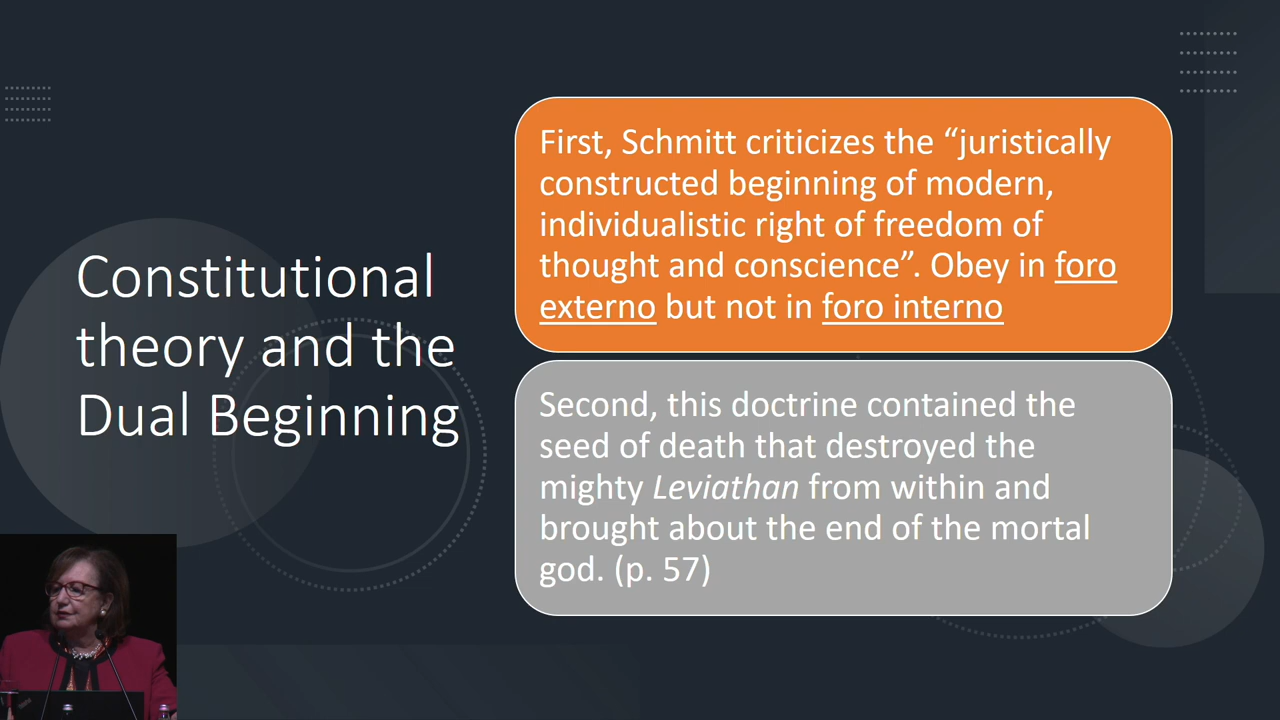 Constitutional
theory and the
Dual Beginning
First, Schmitt criticizes the “juristically
constructed beginning of modern,
individualistic right of freedom of
thought and conscience”. Obey in foro
externo but not in foro interno
Second, this doctrine contained the
seed of death that destroyed the
mighty Leviathan from within and
brought about the end of the mortal
god. (p. 57)